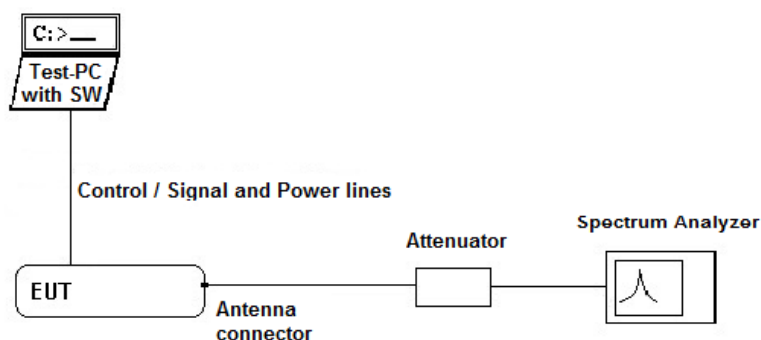 C:>
Test-PC
with SW
Control / Signal and Power lines
Spectrum Analyzer
Attenuator
EUT
Antenna
connector